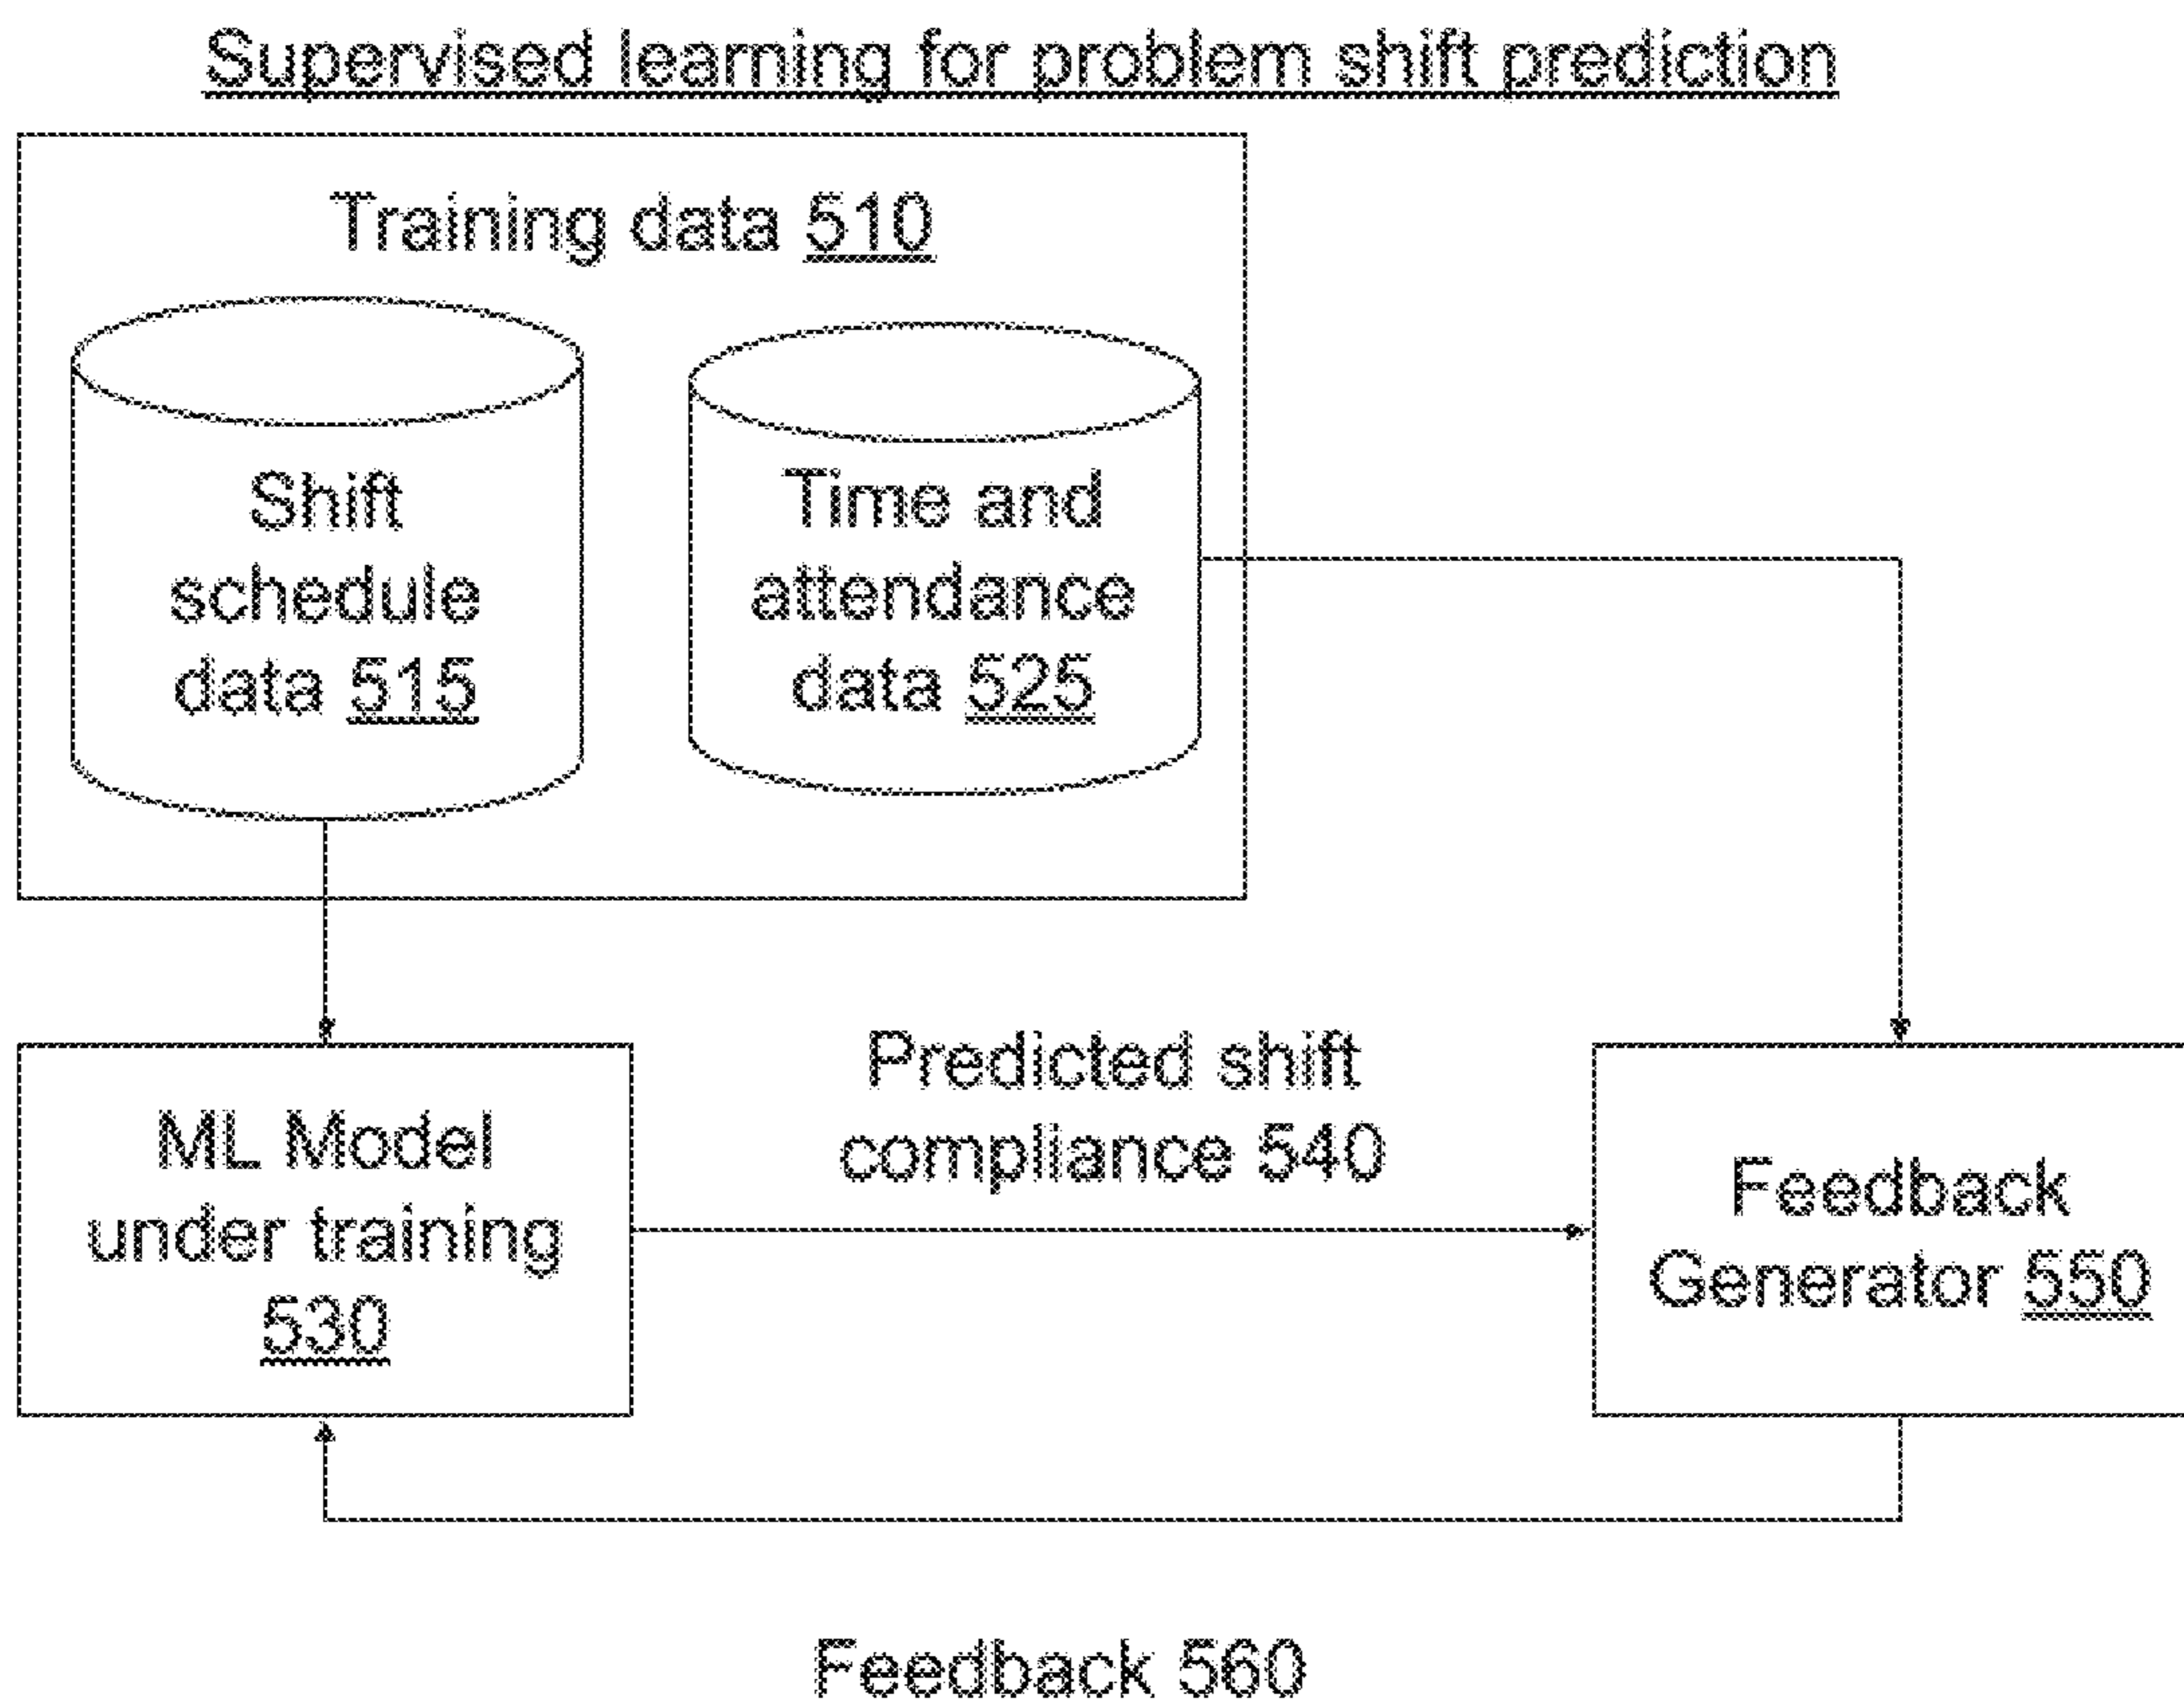 Supervised learning for problem shift prediction
Training data 510
Shift
schedule
data 515
Time and
attendance
data 525
Predicted shift
compliance 540
ML Model
under training
530
Feedback
Generator 550
Feedback 560